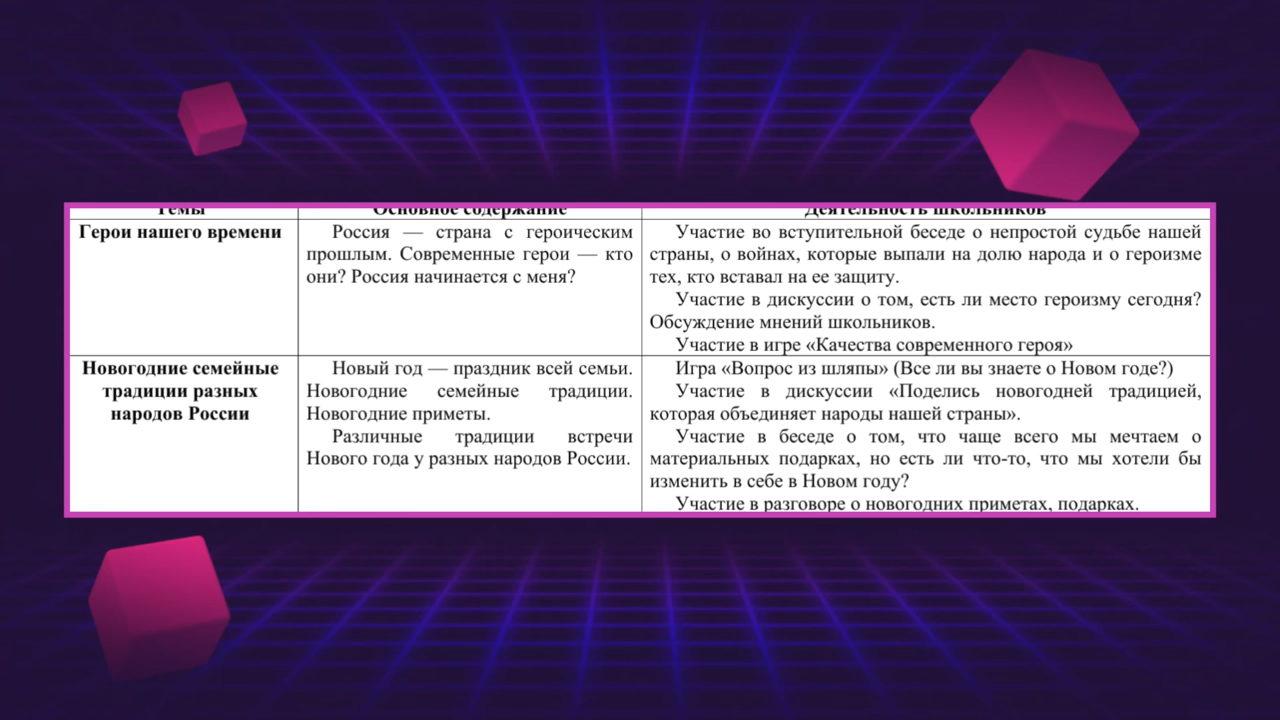 Темы
Основное содержание
Деятельность школьников
Герои нашего времени
Россия — страна с героическим
прошлым. Современные герои — кто
они? Россия начинается с меня?
Участие во вступительной беседе о непростой судьбе нашей
страны, о войнах, которые выпали на долю народа и о героизме
тех, кто вставал на ее защиту.
Участие в дискуссии о том, есть ли место героизму сегодня?
Обсуждение мнений школьников.
Участие в игре «Качества современного героя»
Новогодние семейные
традиции разных
народов России
Новый год — праздник всей семьи.
Новогодние семейные традиции.
Новогодние приметы.
Различные традиции встречи
Нового года у разных народов России.
Игра «Вопрос из шляпы» (Все ли вы знаете о Новом годе?)
Участие в дискуссии «Поделись новогодней традицией,
которая объединяет народы нашей страны».
Участие в беседе о том, что чаще всего мы мечтаем о
материальных подарках, но есть ли что-то, что мы хотели бы
изменить в себе в Новом году?
Участие в разговоре о новогодних приметах, подарках.